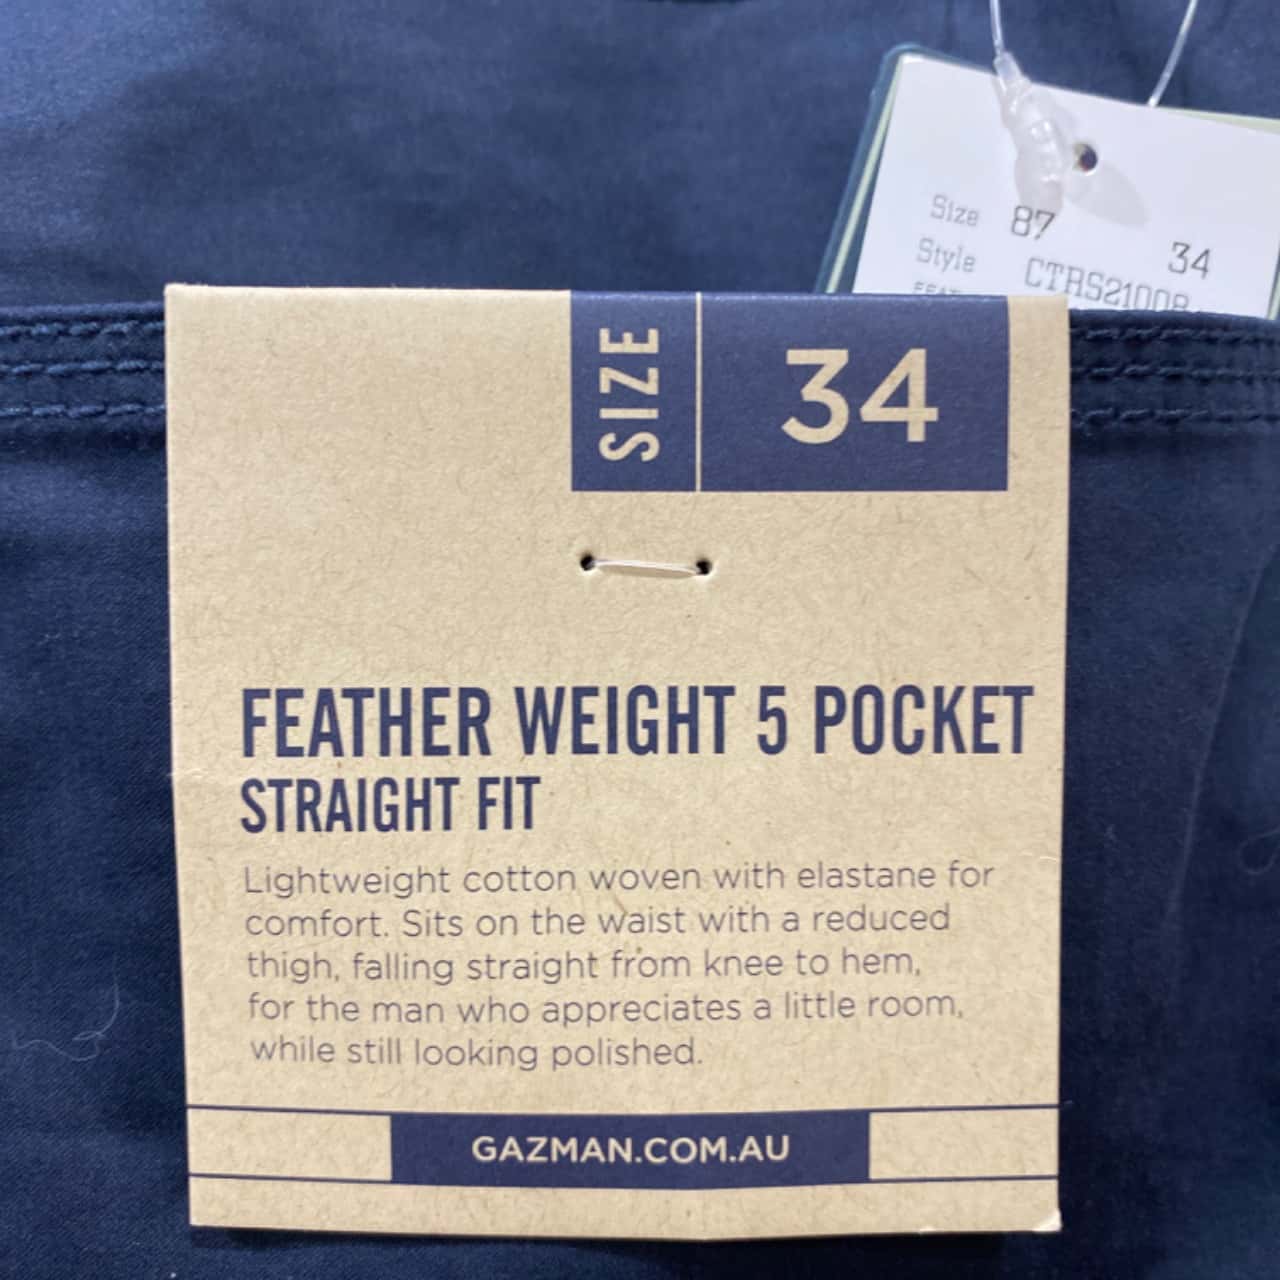 Size 87 34
Style
SIZE 34
FEATHER WEIGHT 5 POCKET
STRAIGHT FIT
Lightweight cotton woven with elastane for
comfort. Sits on the waist with a reduced
thigh, falling straight from knee to hem,
for the man who appreciates a little room,
while still looking polished.
GAZMAN.COM.AU